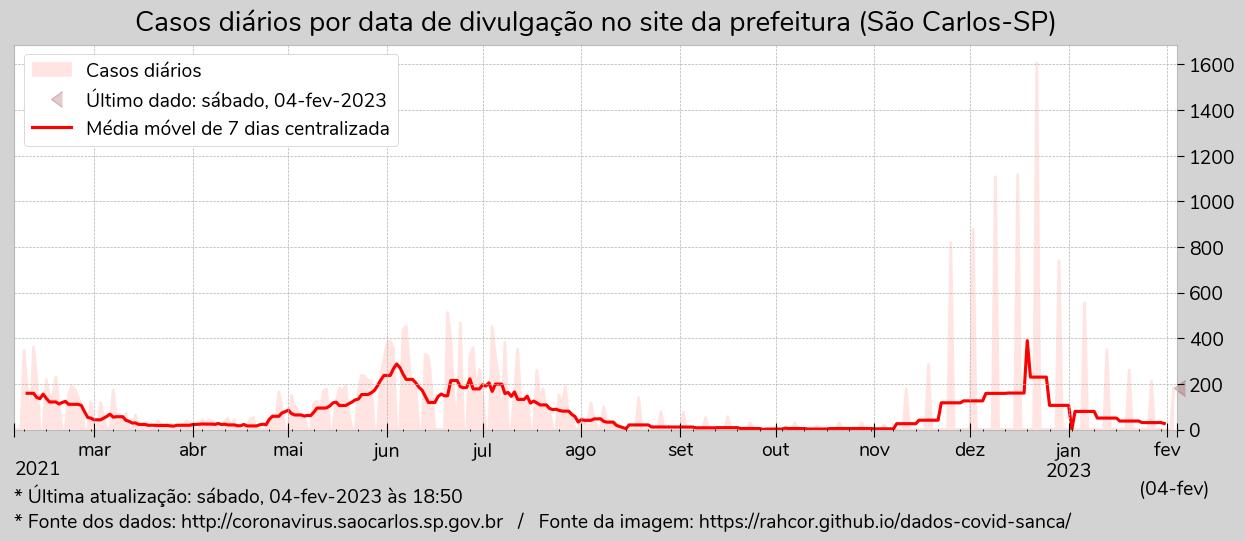 Casos diários por data de divulgação no site da prefeitura (São Carlos-SP)
Casos diários
Último dado: sábado, 04-fev-2023
Média móvel de 7 dias centralizada
1600
1400
1200
1000
800
600
400
200
0
mar abr mai jun jul ago set out nov dez jan fev
2021 2023
(04-fev)
* Última atualização: sábado, 04-fev-2023 às 18:50
* Fonte dos dados: http://coronavirus.saocarlos.sp.gov.br / Fonte da imagem: https://rahcor.github.io/dados-covid-sanca/